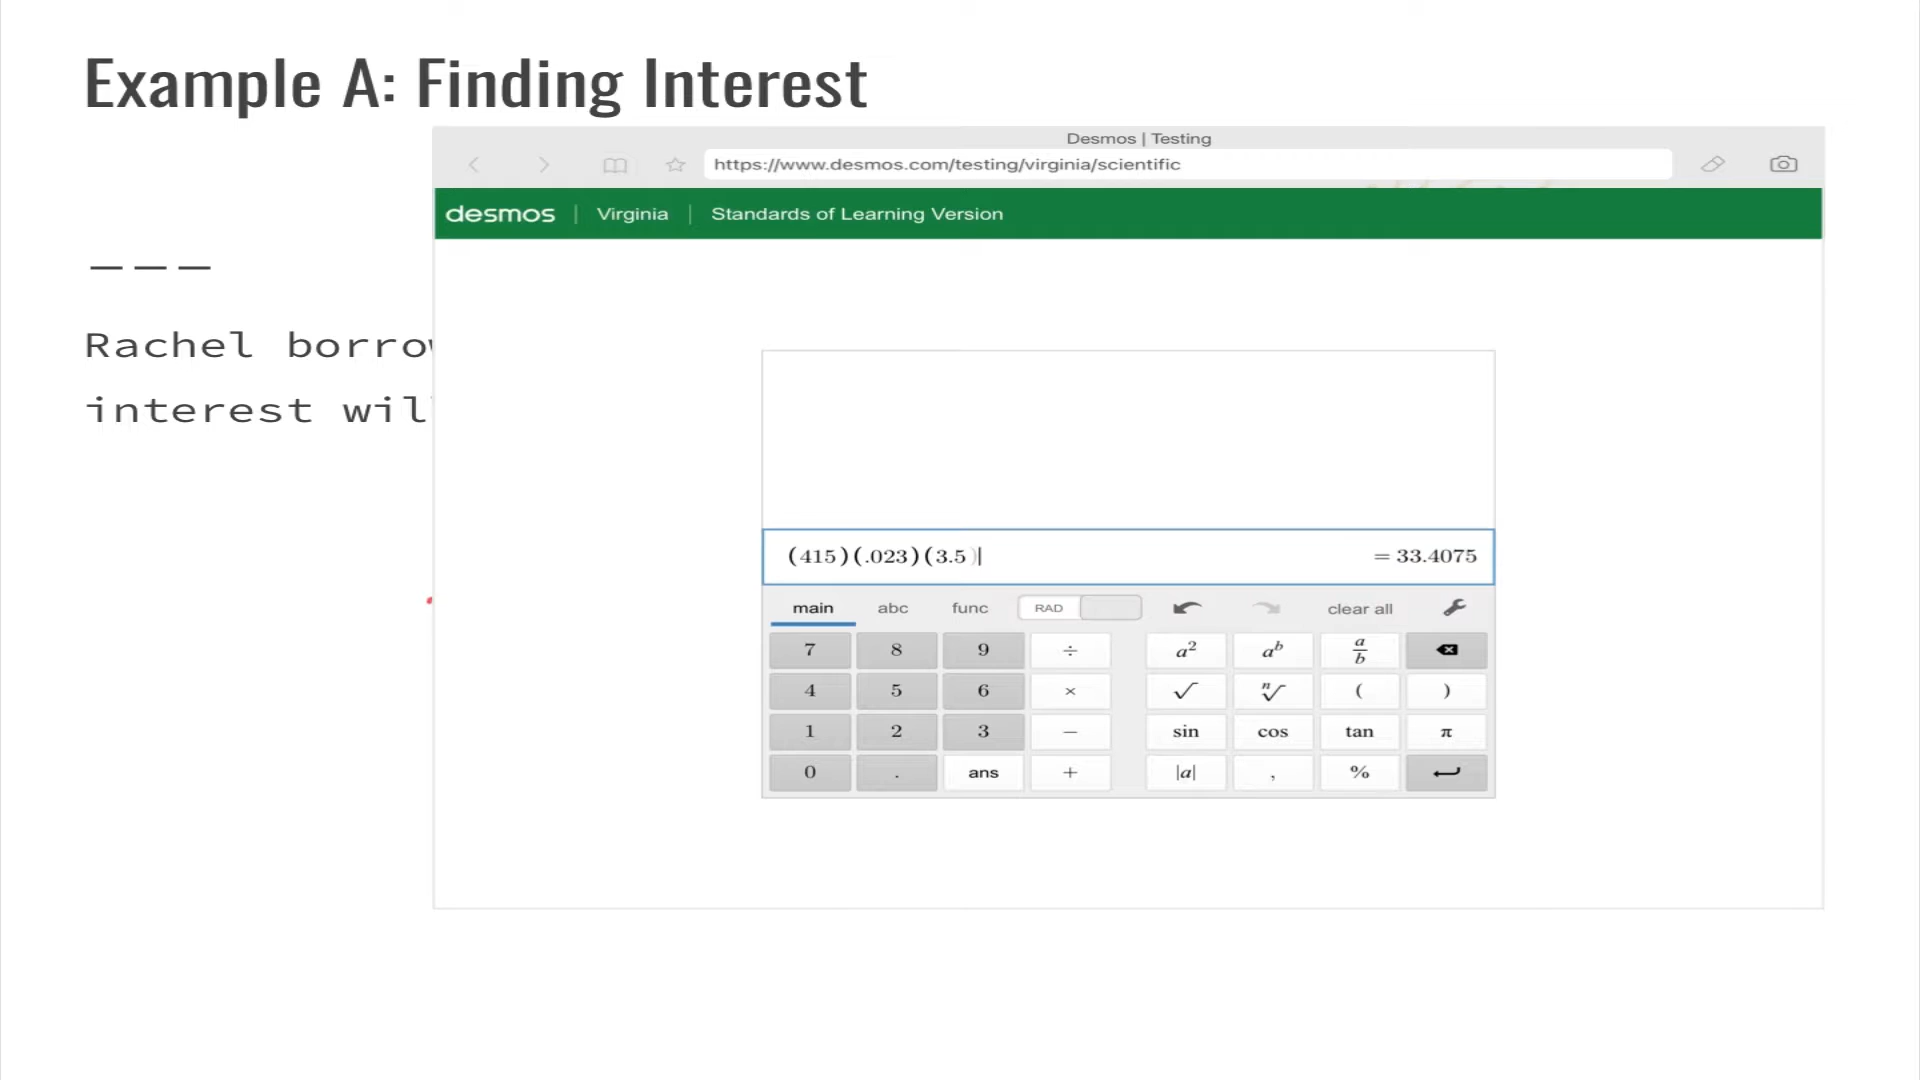 Example A: Finding Interest
Desmos | Testing
https://www.desmos.com/testing/virginia/scientific
desmos | Virginia | Standards of Learning Version
Rachel
interest
(415)(.023)(3.5) = 33.4075
main abc func RAD clear all
7 8 9 ÷ a² aᵇ a/b
4 5 6 × √ ⁿ√ ( )
1 2 3 − sin cos tan π
0 . ans + |a| , %